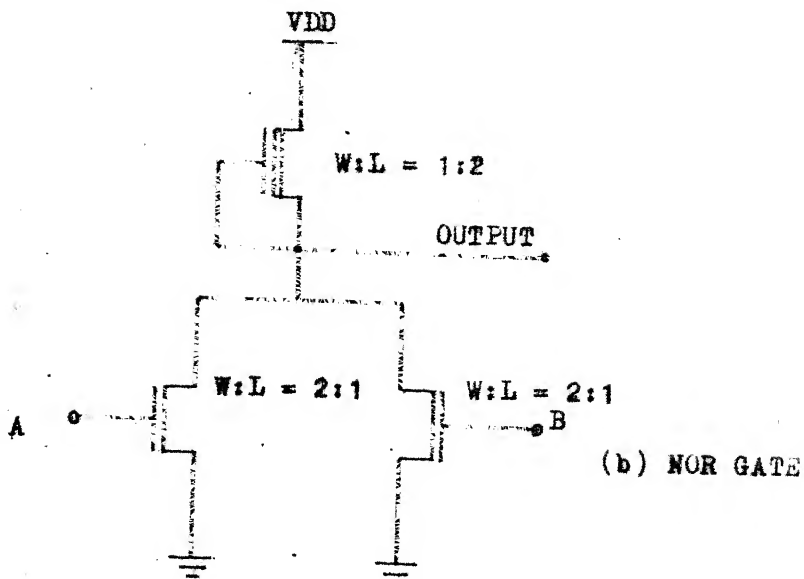 VDD
W:L = 1:2
OUTPUT
W:L = 2:1
W:L = 2:1
A
B
(b) NOR GATE